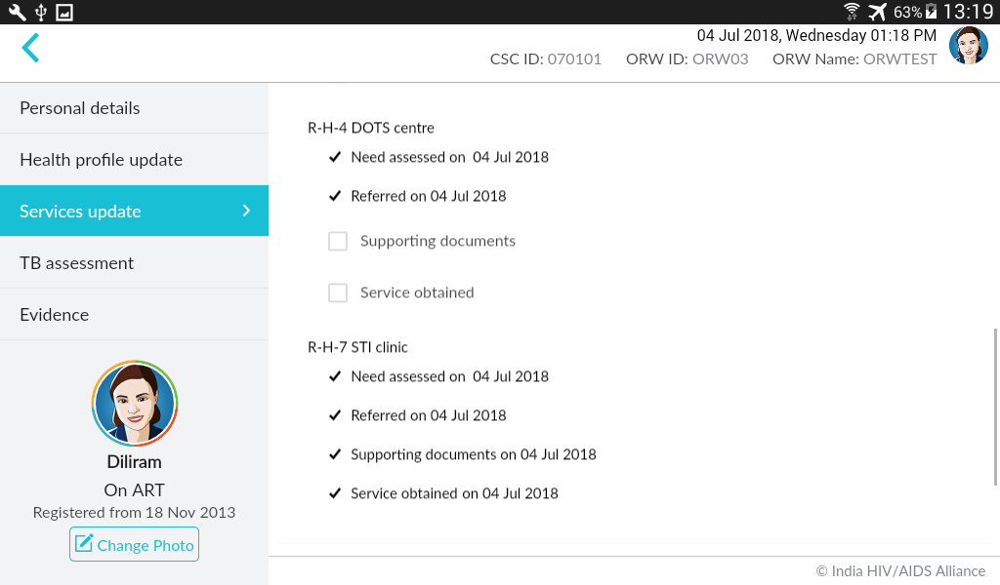 63% 13:19
04 Jul 2018, Wednesday 01:18 PM
CSC ID: 070101 ORW ID: ORW03 ORW Name: ORWTEST
Personal details
Health profile update
Services update
TB assessment
Evidence
Diliram
On ART
Registered from 18 Nov 2013
Change Photo
R-H-4 DOTS centre
Need assessed on 04 Jul 2018
Referred on 04 Jul 2018
Supporting documents
Service obtained
R-H-7 STI clinic
Need assessed on 04 Jul 2018
Referred on 04 Jul 2018
Supporting documents on 04 Jul 2018
Service obtained on 04 Jul 2018
© India HIV/AIDS Alliance